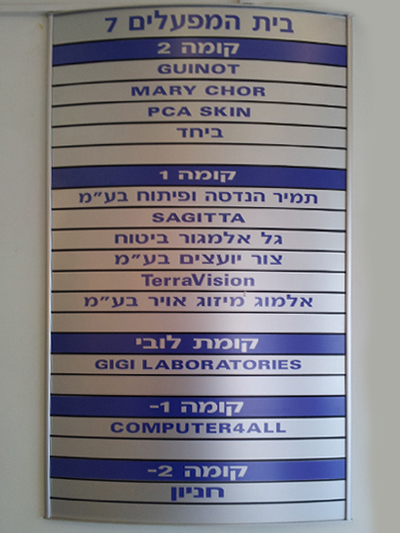 בית המפעלים 7
קומה 2
GUINOT
MARY CHOR
PCA SKIN
ביחד
קומה 1
תמיר הנדסה ופיתוח בע״מ
SAGITTA
גל אלמגור ביטוח
צור יועצים בע״מ
TerraVision
אלמוג מיזוג אויר בע״מ
קומת לובי
GIGI LABORATORIES
קומה 1-
COMPUTER4ALL
קומה 2-
חניון